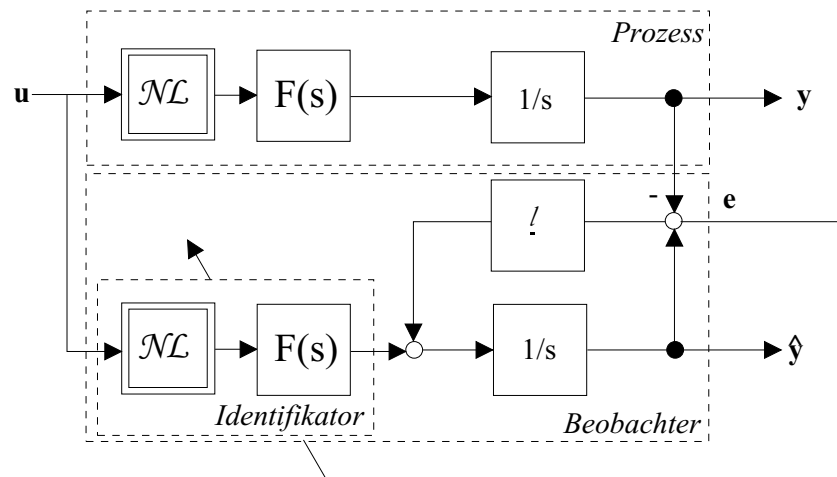 Prozess
u
𝒩ℒ
F(s)
1/s
y
-
e
l
𝒩ℒ
F(s)
1/s
ŷ
Identifikator
Beobachter